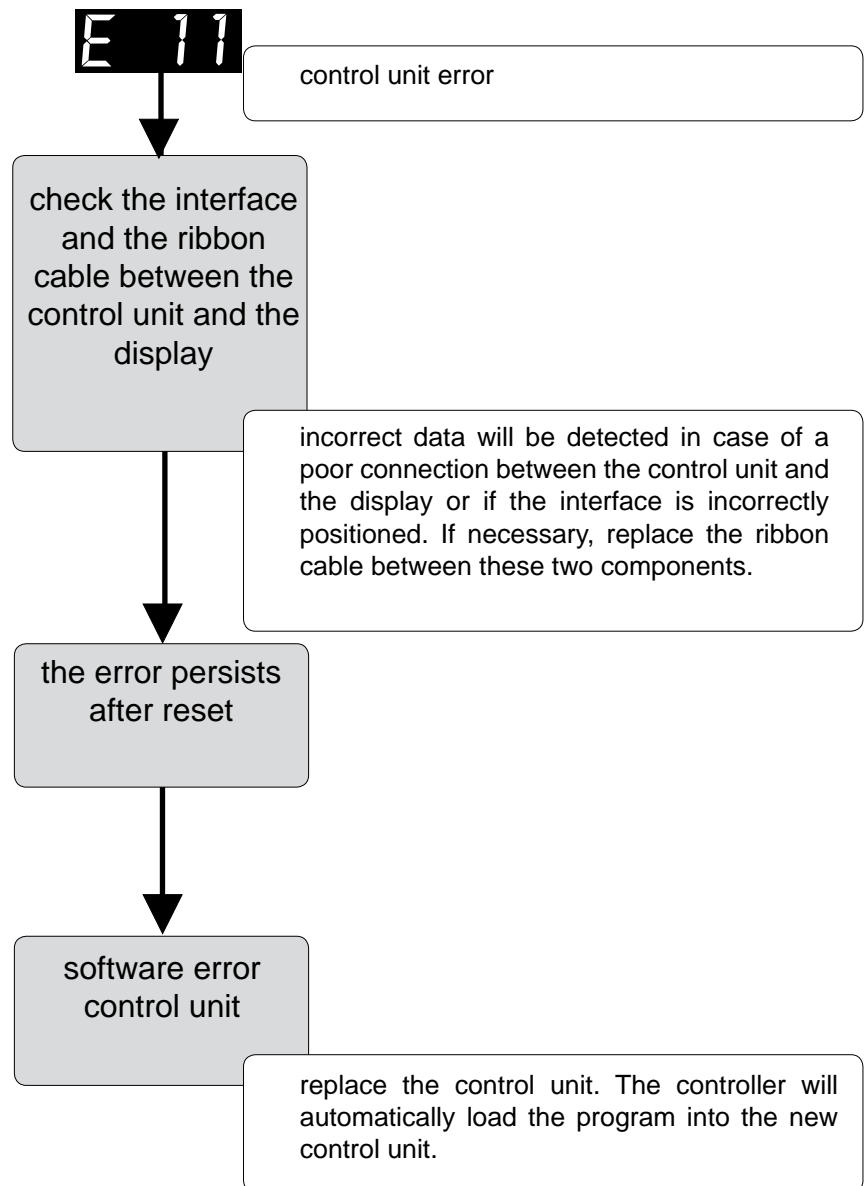 E 11
control unit error
check the interface
and the ribbon
cable between the
control unit and the
display
incorrect data will be detected in case of a
poor connection between the control unit and
the display or if the interface is incorrectly
positioned. If necessary, replace the ribbon
cable between these two components.
the error persists
after reset
software error
control unit
replace the control unit. The controller will
automatically load the program into the new
control unit.